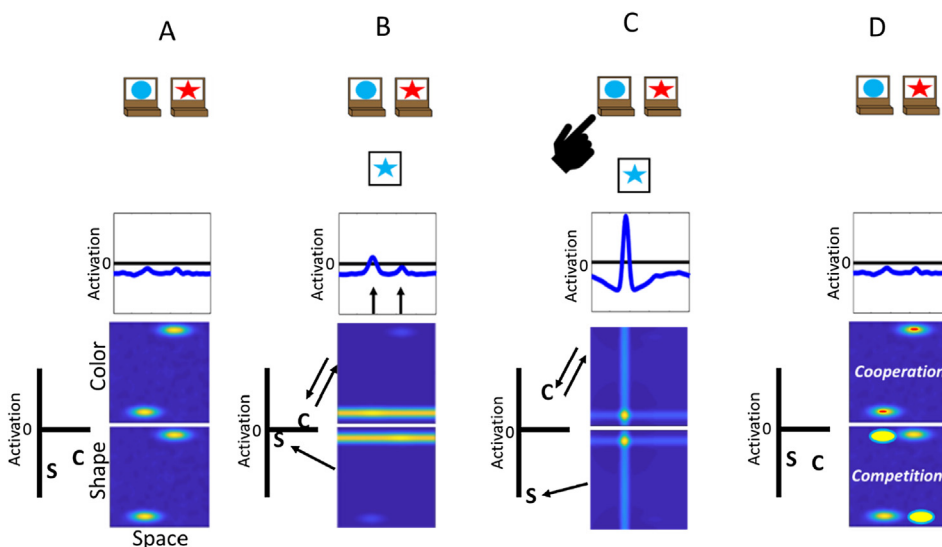 A B C D
Activation Activation Activation Activation
0 0 0 0
Color
Shape
Activation Activation Activation Activation
0 0 0 0
S C
C
S
C
S
S C
Cooperation
Competition
Space